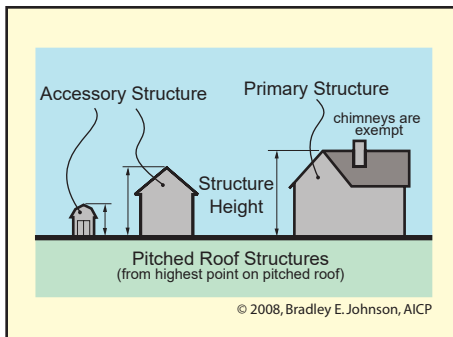 Accessory Structure
Primary Structure
chimneys are
exempt
Structure
Height
Pitched Roof Structures
(from highest point on pitched roof)
© 2008, Bradley E. Johnson, AICP